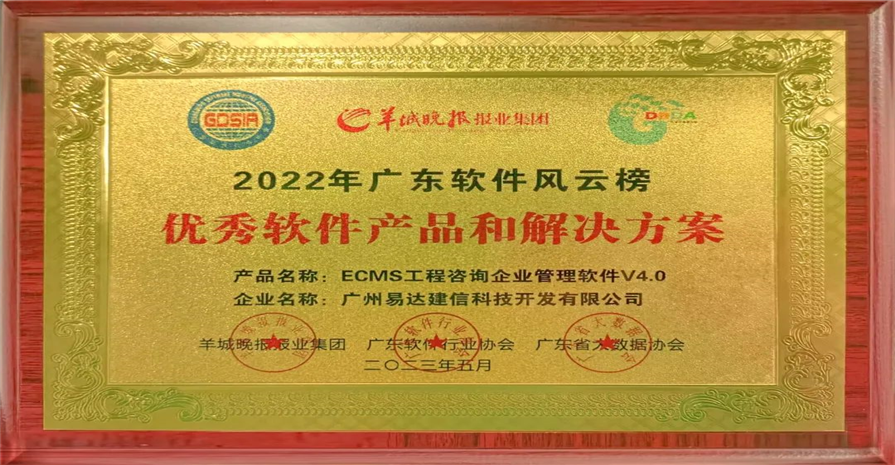 GDSIA
羊城晚报报业集团
2022年广东软件风云榜
优秀软件产品和解决方案
产品名称：ECMS工程咨询企业管理软件V4.0
企业名称：广州易达建信科技开发有限公司
羊城晚报报业集团 广东软件行业协会 广东省大数据协会
二〇二三年五月